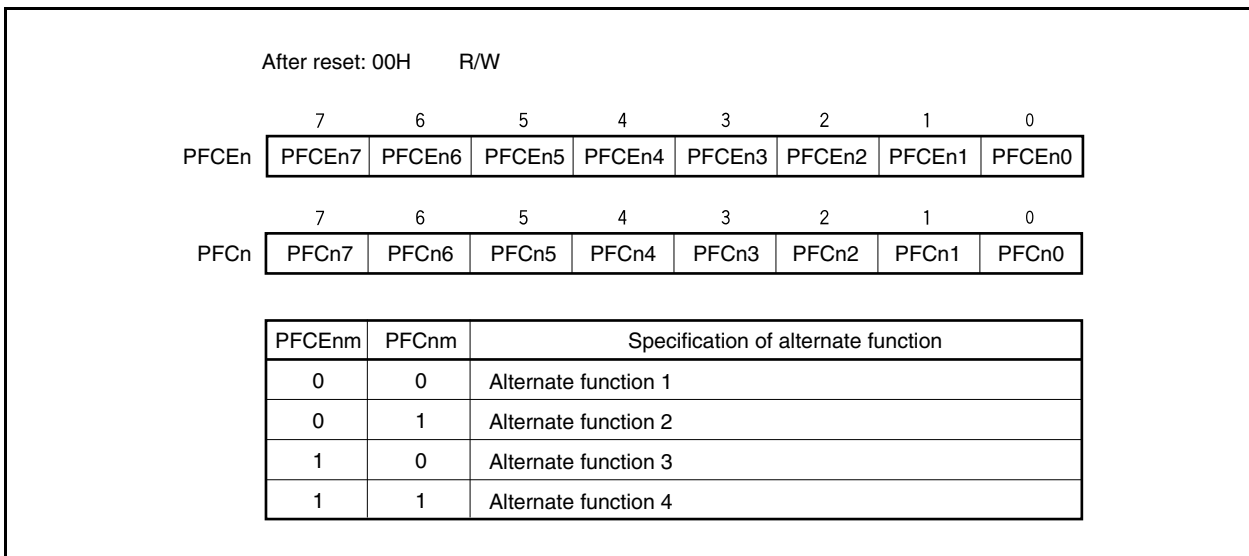 After reset: 00H R/W
7 6 5 4 3 2 1 0
PFCEn PFCEn7 PFCEn6 PFCEn5 PFCEn4 PFCEn3 PFCEn2 PFCEn1 PFCEn0
7 6 5 4 3 2 1 0
PFCn PFCn7 PFCn6 PFCn5 PFCn4 PFCn3 PFCn2 PFCn1 PFCn0
PFCEnm PFCnm Specification of alternate function
0 0 Alternate function 1
0 1 Alternate function 2
1 0 Alternate function 3
1 1 Alternate function 4